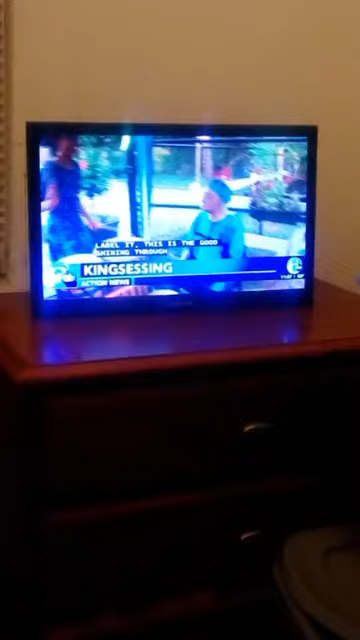 LABEL IT, THIS IS THE GOOD
SHINING THROUGH
KINGSESSING
ACTION NEWS